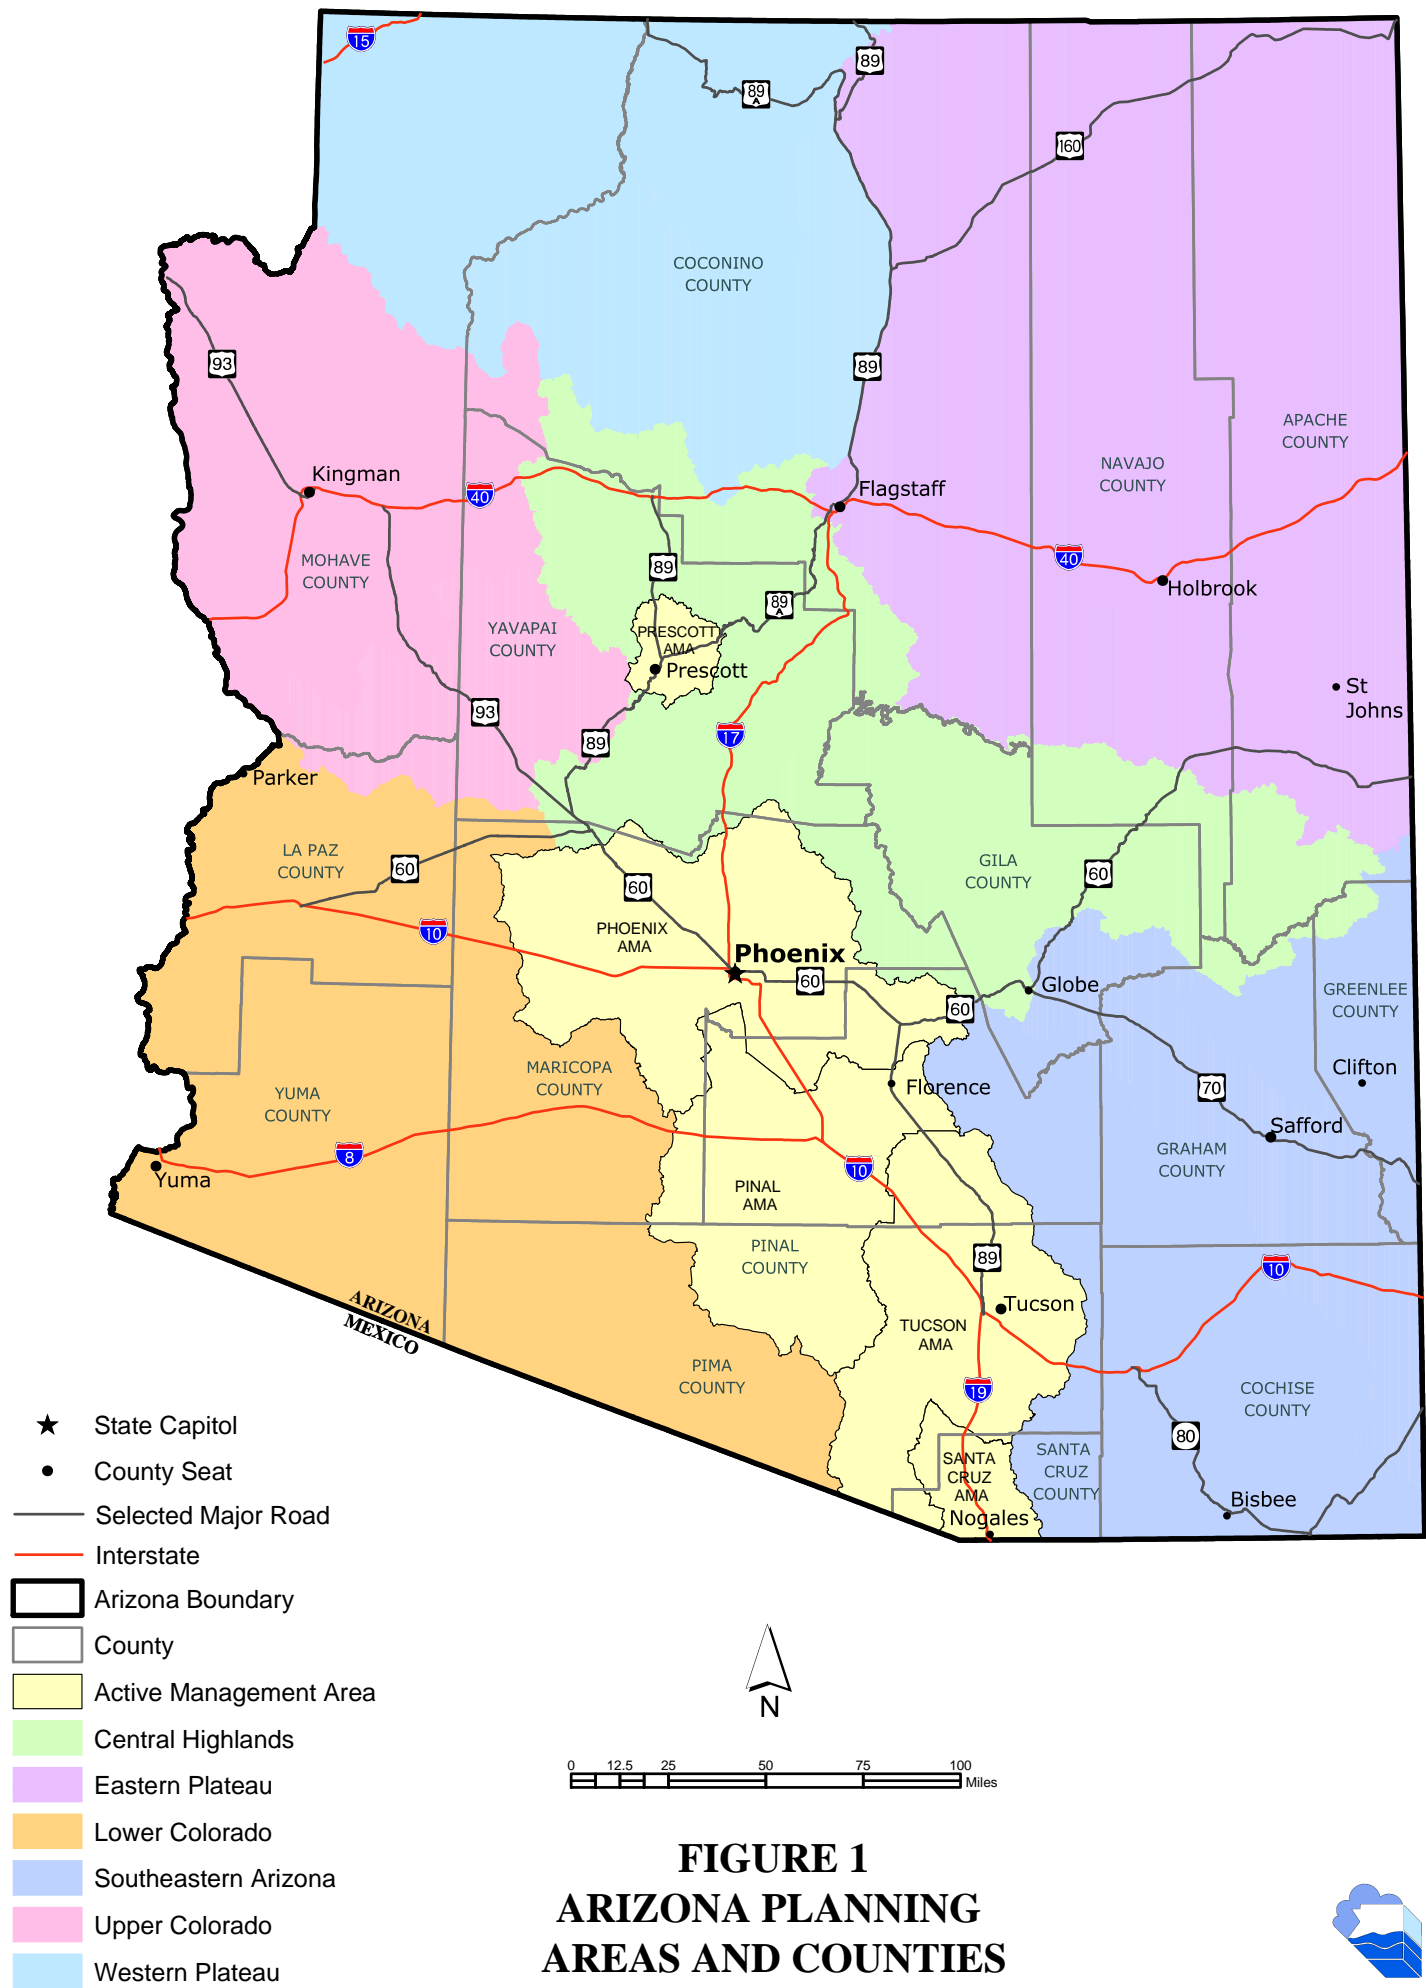 15
89
89
A
160
COCONINO
COUNTY
93
89
APACHE
COUNTY
NAVAJO
COUNTY
Kingman
40
Flagstaff
MOHAVE
COUNTY
89
40
Holbrook
89
A
YAVAPAI
COUNTY
PRESCOTT
AMA
Prescott
St
Johns
93
89
17
Parker
LA PAZ
COUNTY
60
GILA
COUNTY
60
60
10
PHOENIX
AMA
Phoenix
60
Globe
GREENLEE
COUNTY
60
MARICOPA
COUNTY
Florence
Clifton
YUMA
COUNTY
70
Safford
8
Yuma
10
GRAHAM
COUNTY
PINAL
AMA
PINAL
COUNTY
89
10
ARIZONA
MEXICO
Tucson
TUCSON
AMA
PIMA
COUNTY
19
COCHISE
COUNTY
80
SANTA
CRUZ
AMA
SANTA
CRUZ
COUNTY
Bisbee
Nogales
State Capitol
County Seat
Selected Major Road
Interstate
Arizona Boundary
County
Active Management Area
Central Highlands
Eastern Plateau
Lower Colorado
Southeastern Arizona
Upper Colorado
Western Plateau
N
0 12.5 25 50 75 100
Miles
FIGURE 1
ARIZONA PLANNING
AREAS AND COUNTIES